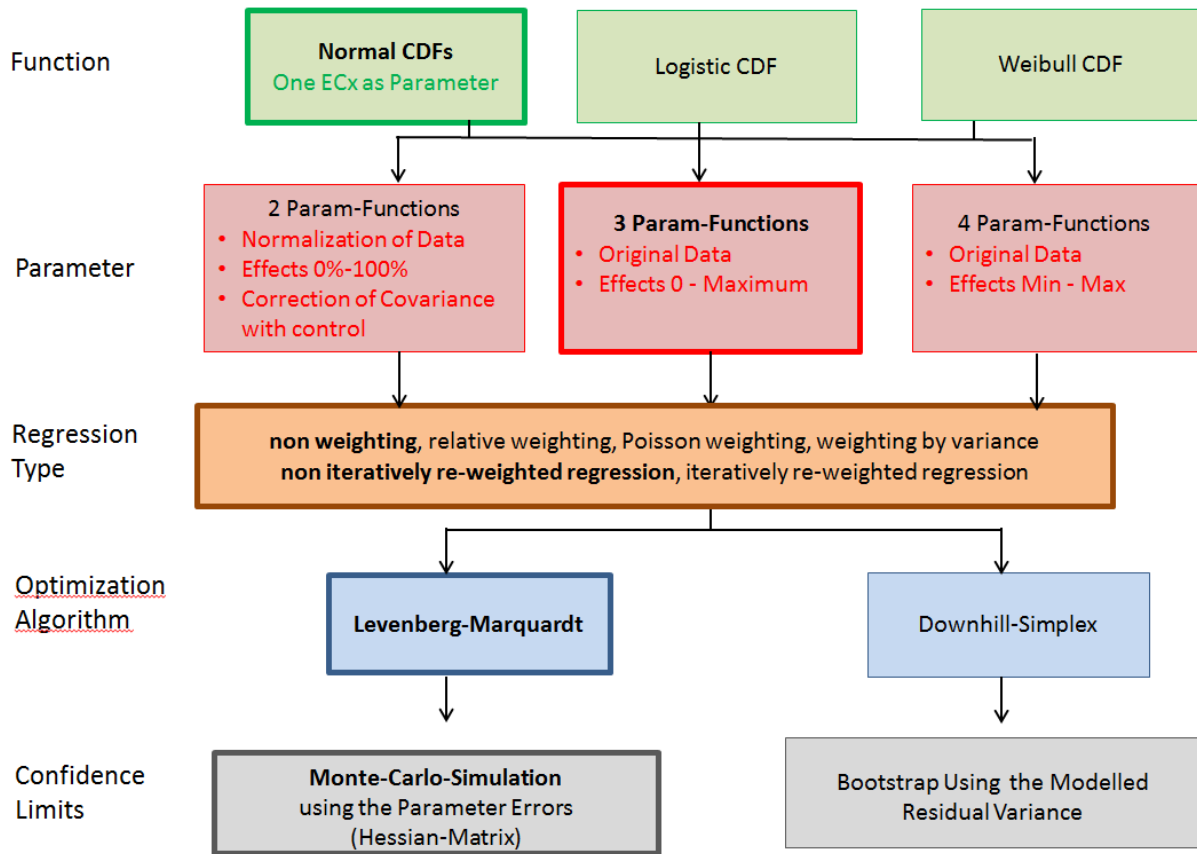 Function
Normal CDFs
One ECx as Parameter
Logistic CDF
Weibull CDF
Parameter
2 Param-Functions
• Normalization of Data
• Effects 0%-100%
• Correction of Covariance
with control
3 Param-Functions
• Original Data
• Effects 0 - Maximum
4 Param-Functions
• Original Data
• Effects Min - Max
Regression
Type
non weighting, relative weighting, Poisson weighting, weighting by variance
non iteratively re-weighted regression, iteratively re-weighted regression
Optimization
Algorithm
Levenberg-Marquardt
Downhill-Simplex
Confidence
Limits
Monte-Carlo-Simulation
using the Parameter Errors
(Hessian-Matrix)
Bootstrap Using the Modelled
Residual Variance